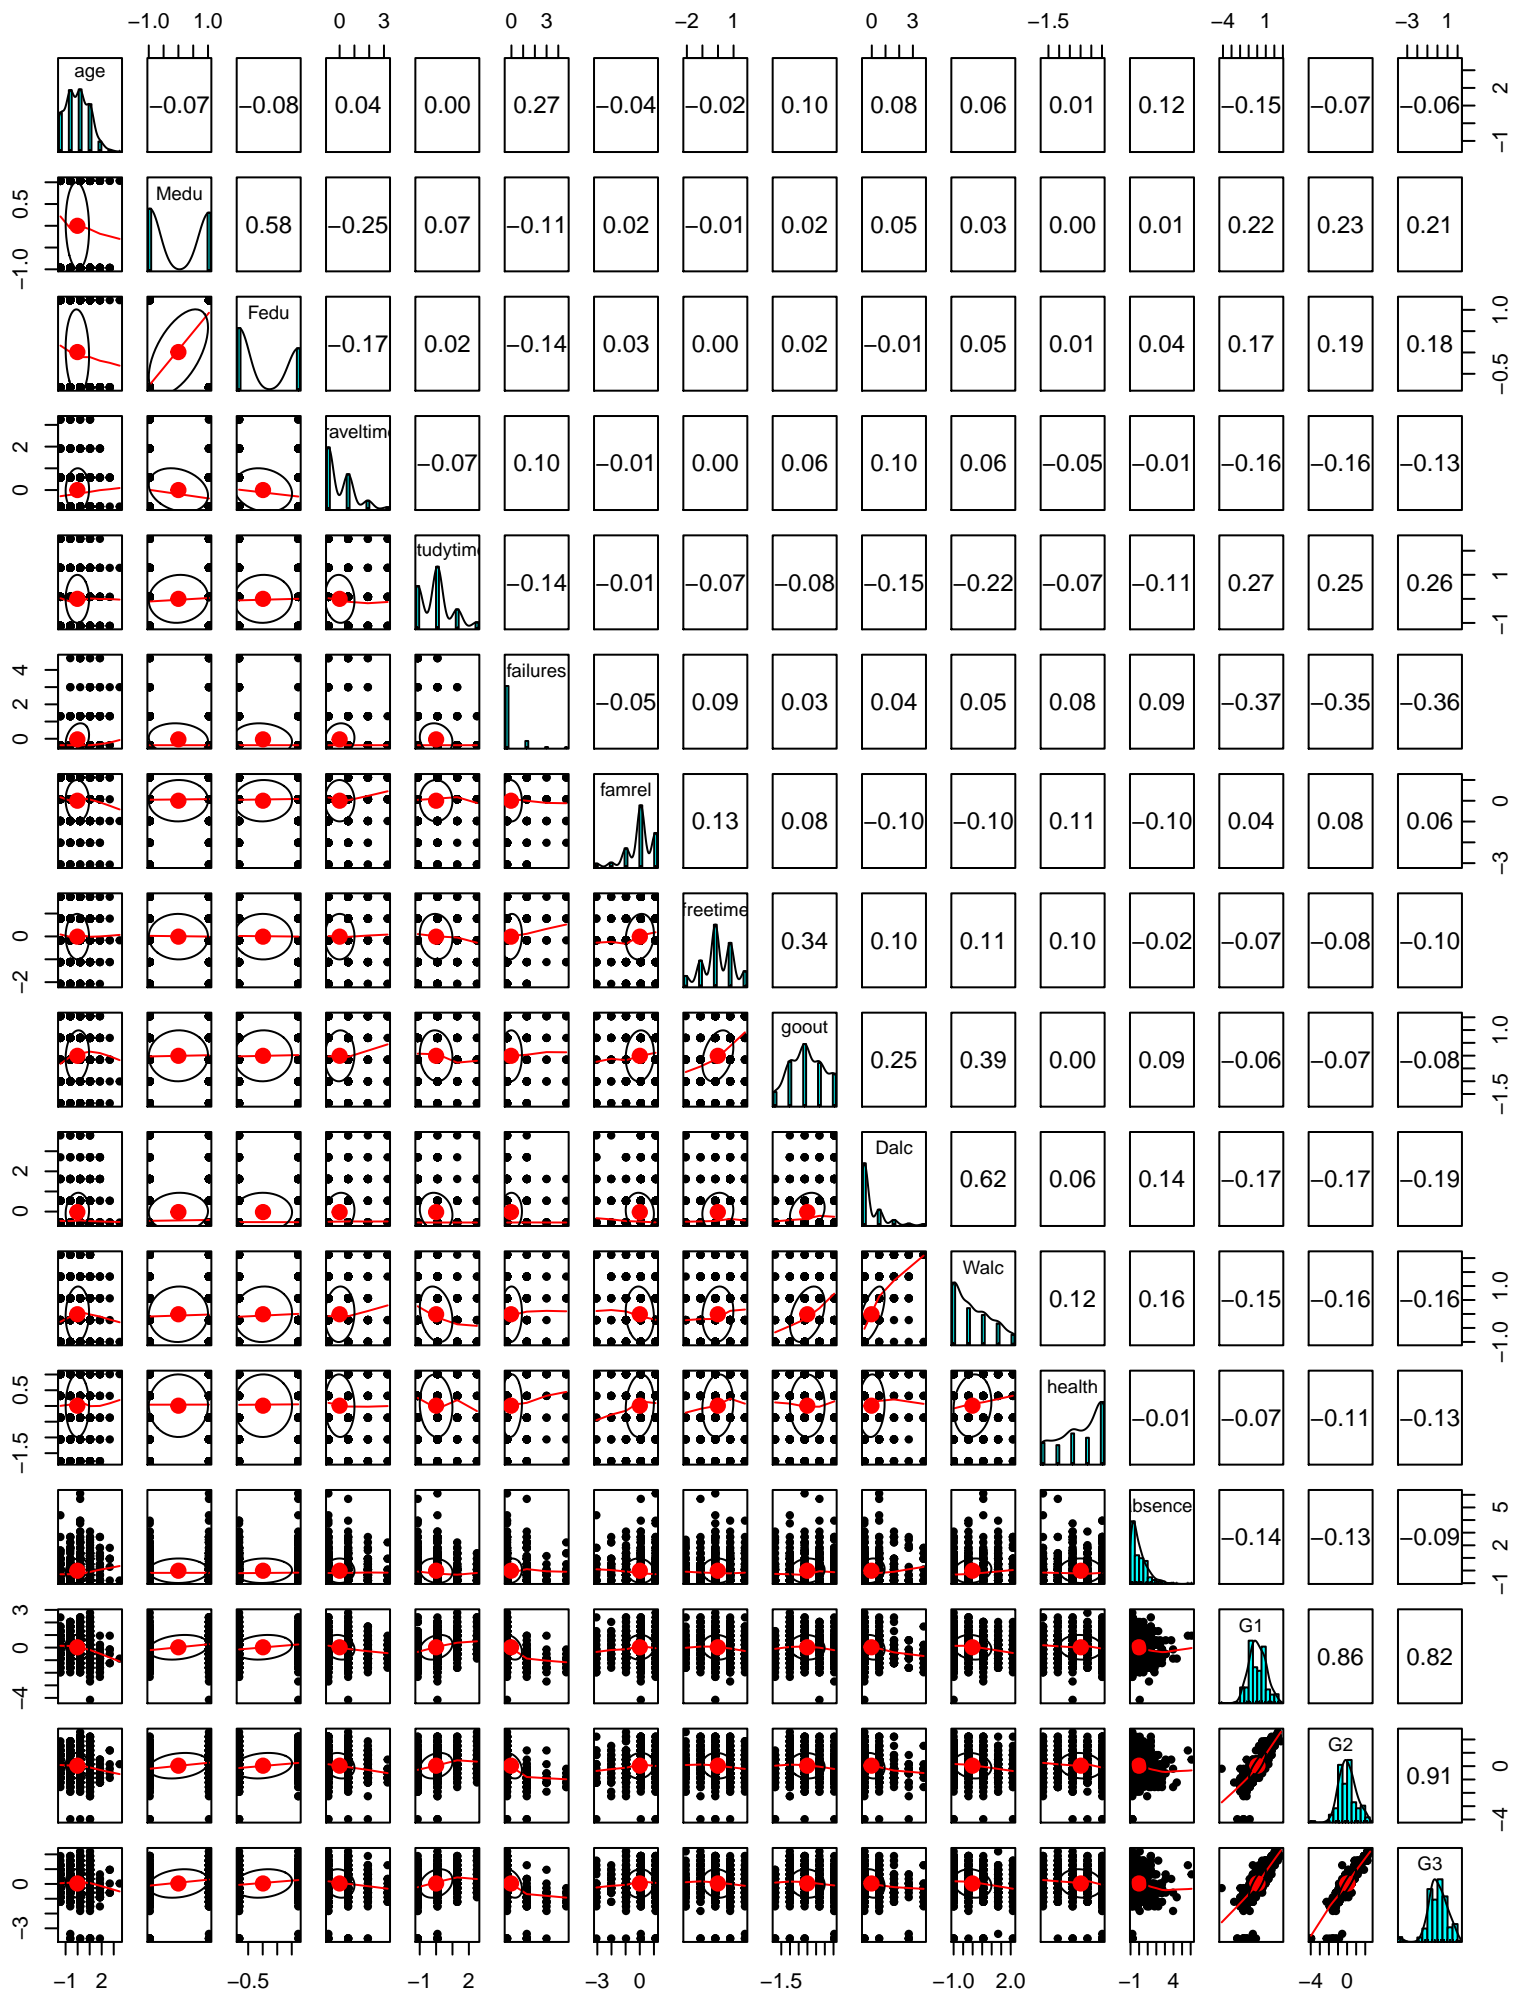 −1.0 1.0 0 3 0 3 −2 1 0 3 −1.5 −4 1 −3 1
age −0.07 −0.08 0.04 0.00 0.27 −0.04 −0.02 0.10 0.08 0.06 0.01 0.12 −0.15 −0.07 −0.06 −1 2
−1.0 0.5 Medu 0.58 −0.25 0.07 −0.11 0.02 −0.01 0.02 0.05 0.03 0.00 0.01 0.22 0.23 0.21
Fedu −0.17 0.02 −0.14 0.03 0.00 0.02 −0.01 0.05 0.01 0.04 0.17 0.19 0.18 −0.5 1.0
0 2 raveltime −0.07 0.10 −0.01 0.00 0.06 0.10 0.06 −0.05 −0.01 −0.16 −0.16 −0.13
tudytim −0.14 −0.01 −0.07 −0.08 −0.15 −0.22 −0.07 −0.11 0.27 0.25 0.26 −1 1
0 2 4 failures −0.05 0.09 0.03 0.04 0.05 0.08 0.09 −0.37 −0.35 −0.36
famrel 0.13 0.08 −0.10 −0.10 0.11 −0.10 0.04 0.08 0.06 −3 0
−2 0 freetime 0.34 0.10 0.11 0.10 −0.02 −0.07 −0.08 −0.10
goout 0.25 0.39 0.00 0.09 −0.06 −0.07 −0.08 −1.5 1.0
0 2 Dalc 0.62 0.06 0.14 −0.17 −0.17 −0.19
Walc 0.12 0.16 −0.15 −0.16 −0.16 −1.0 1.0
−1.5 0.5 health −0.01 −0.07 −0.11 −0.13
bsence −0.14 −0.13 −0.09 −1 2 5
−4 0 3 G1 0.86 0.82
G2 0.91 −4 0
−3 0 G3
−1 2 −0.5 −1 2 −3 0 −1.5 −1.0 2.0 −1 4 −4 0